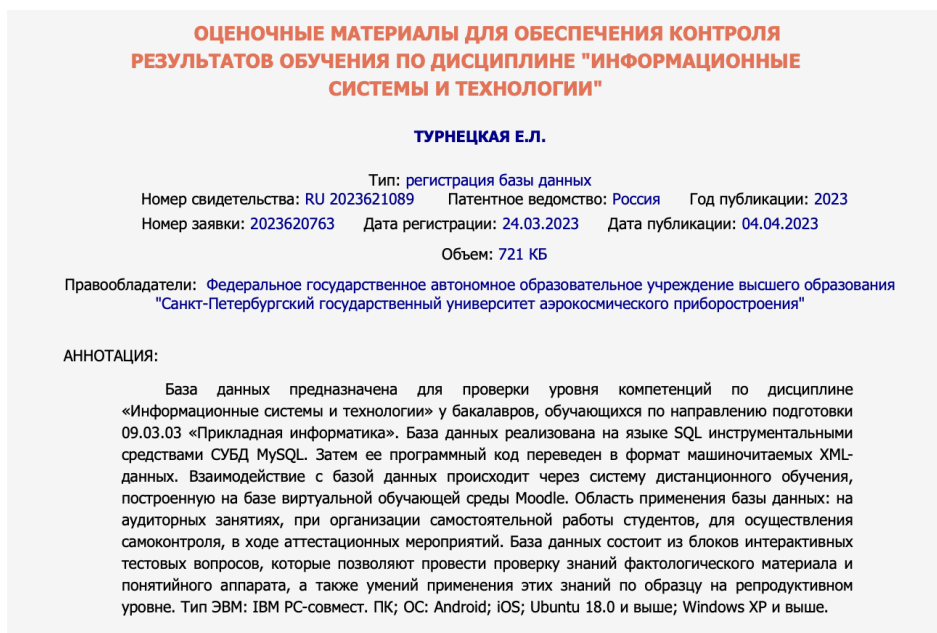 ОЦЕНОЧНЫЕ МАТЕРИАЛЫ ДЛЯ ОБЕСПЕЧЕНИЯ КОНТРОЛЯ
РЕЗУЛЬТАТОВ ОБУЧЕНИЯ ПО ДИСЦИПЛИНЕ "ИНФОРМАЦИОННЫЕ
СИСТЕМЫ И ТЕХНОЛОГИИ"
ТУРНЕЦКАЯ Е.Л.
Тип: регистрация базы данных
Номер свидетельства: RU 2023621089 Патентное ведомство: Россия Год публикации: 2023
Номер заявки: 2023620763 Дата регистрации: 24.03.2023 Дата публикации: 04.04.2023
Объем: 721 КБ
Правообладатели: Федеральное государственное автономное образовательное учреждение высшего образования
"Санкт-Петербургский государственный университет аэрокосмического приборостроения"
АННОТАЦИЯ:
База данных предназначена для проверки уровня компетенций по дисциплине
«Информационные системы и технологии» у бакалавров, обучающихся по направлению подготовки
09.03.03 «Прикладная информатика». База данных реализована на языке SQL инструментальными
средствами СУБД MySQL. Затем ее программный код переведен в формат машиночитаемых XML-
данных. Взаимодействие с базой данных происходит через систему дистанционного обучения,
построенную на базе виртуальной обучающей среды Moodle. Область применения базы данных: на
аудиторных занятиях, при организации самостоятельной работы студентов, для осуществления
самоконтроля, в ходе аттестационных мероприятий. База данных состоит из блоков интерактивных
тестовых вопросов, которые позволяют провести проверку знаний фактологического материала и
понятийного аппарата, а также умений применения этих знаний по образцу на репродуктивном
уровне. Тип ЭВМ: IBM PC-совмест. ПК; ОС: Android; iOS; Ubuntu 18.0 и выше; Windows XP и выше.